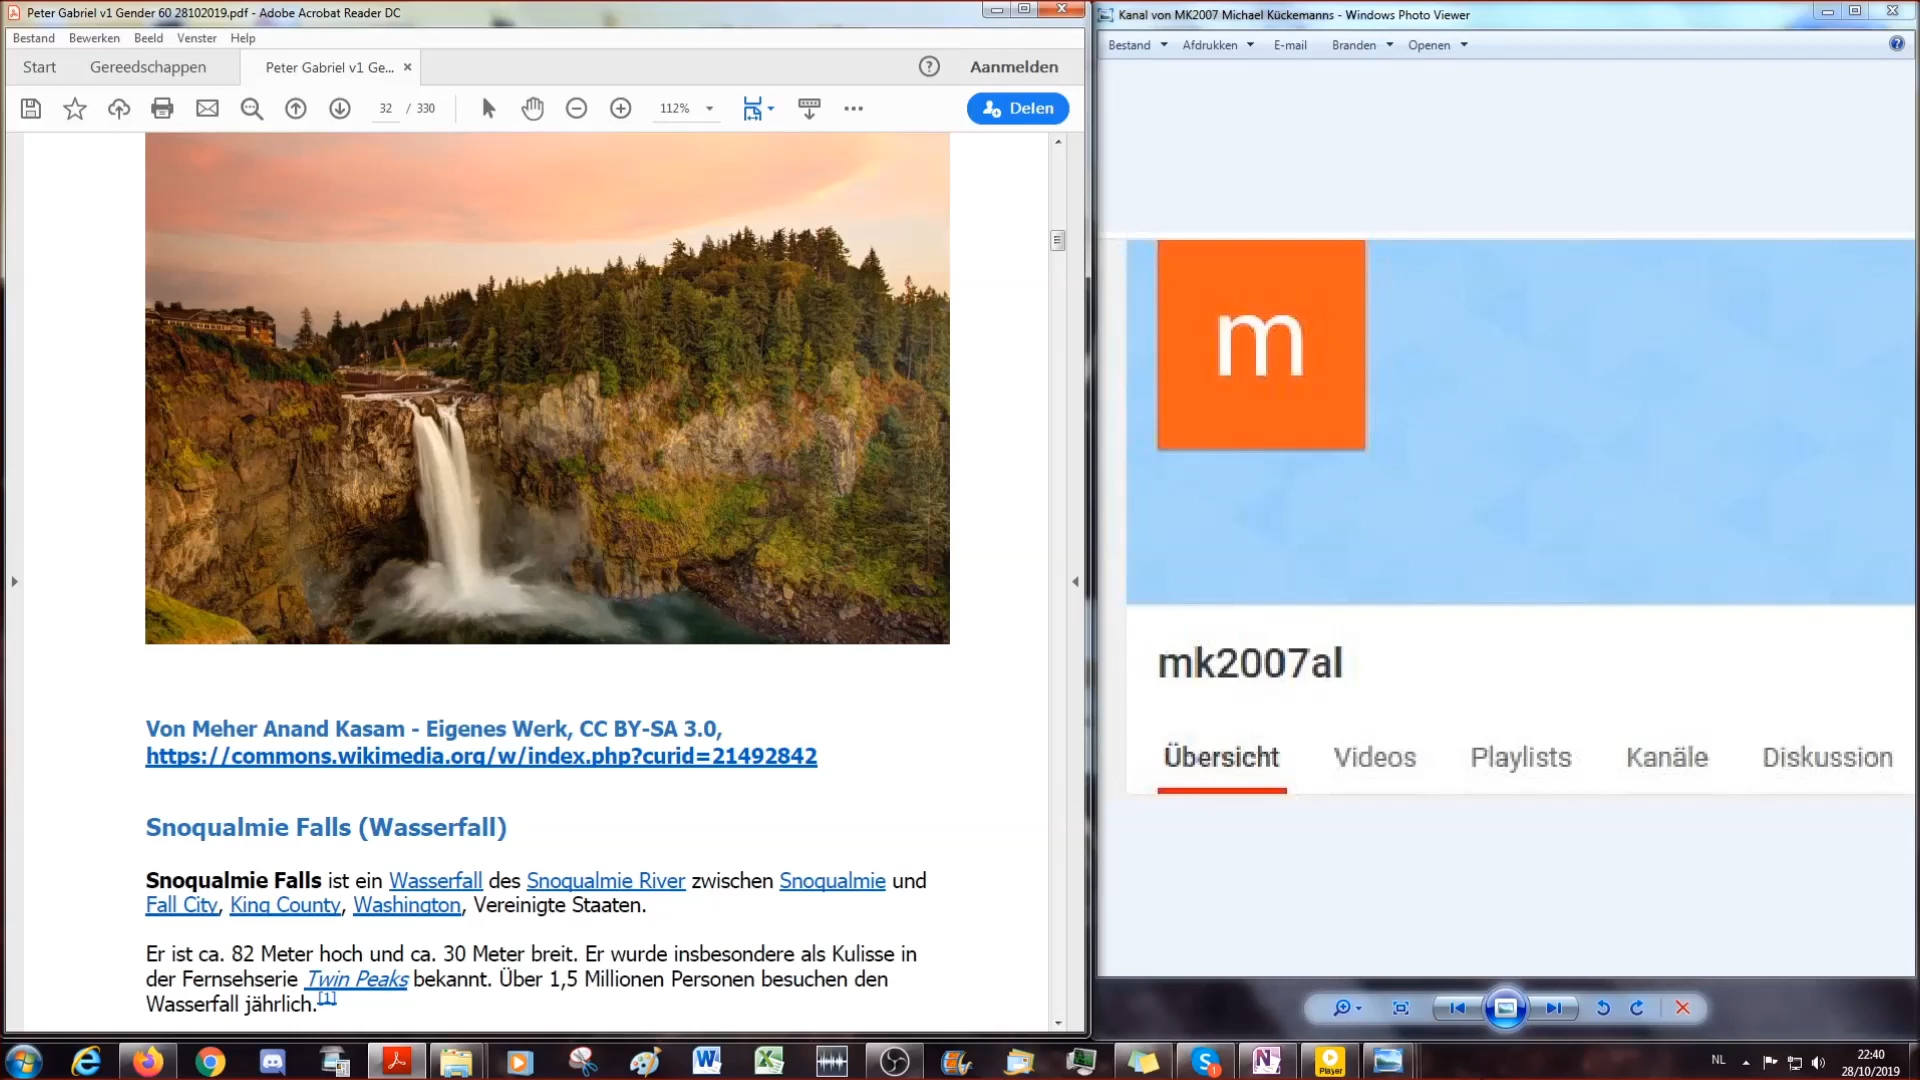 Peter Gabriel v1 Gender 60 28102019.pdf - Adobe Acrobat Reader DC
Bestand Bewerken Beeld Venster Help
Start Gereedschappen Peter Gabriel v1 Ge... Aanmelden
32 / 330 112% Delen
Von Meher Anand Kasam - Eigenes Werk, CC BY-SA 3.0,
https://commons.wikimedia.org/w/index.php?curid=21492842
Snoqualmie Falls (Wasserfall)
Snoqualmie Falls ist ein Wasserfall des Snoqualmie River zwischen Snoqualmie und
Fall City, King County, Washington, Vereinigte Staaten.
Er ist ca. 82 Meter hoch und ca. 30 Meter breit. Er wurde insbesondere als Kulisse in
der Fernsehserie Twin Peaks bekannt. Über 1,5 Millionen Personen besuchen den
Wasserfall jährlich.[1]
Kanal von MK2007 Michael Kückemanns - Windows Photo Viewer
Bestand Afdrukken E-mail Branden Openen
m
mk2007al
Übersicht Videos Playlists Kanäle Diskussion
Player
NL
22:40
28/10/2019